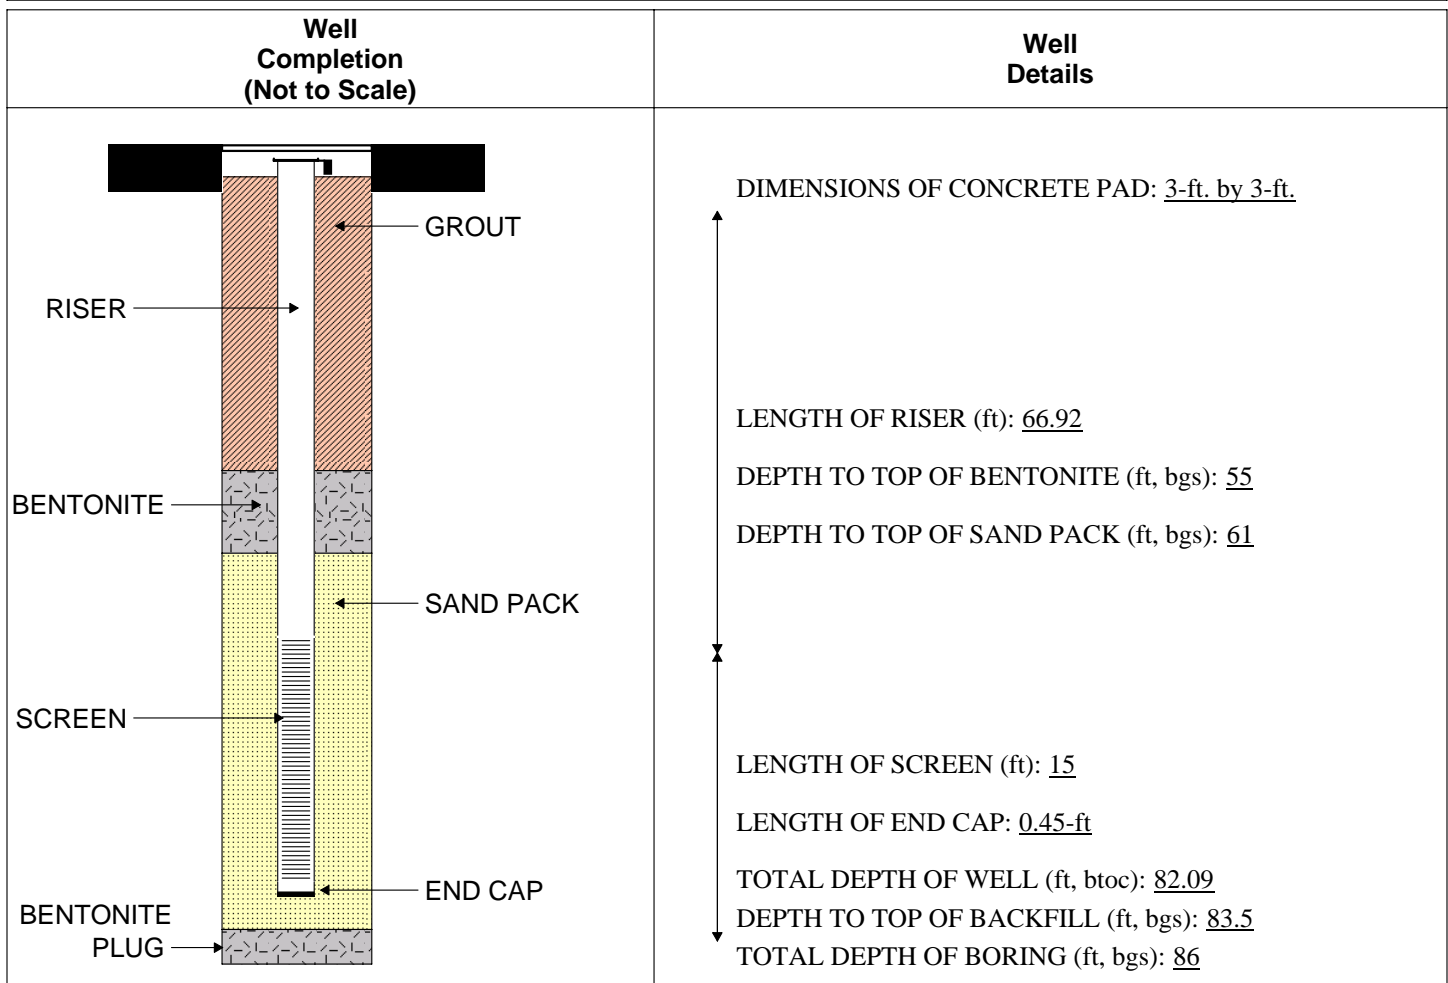 Well
Completion
(Not to Scale)
Well
Details
GROUT
RISER
BENTONITE
SAND PACK
SCREEN
END CAP
BENTONITE
PLUG
DIMENSIONS OF CONCRETE PAD: 3-ft. by 3-ft.
LENGTH OF RISER (ft): 66.92
DEPTH TO TOP OF BENTONITE (ft, bgs): 55
DEPTH TO TOP OF SAND PACK (ft, bgs): 61
LENGTH OF SCREEN (ft): 15
LENGTH OF END CAP: 0.45-ft
TOTAL DEPTH OF WELL (ft, btoc): 82.09
DEPTH TO TOP OF BACKFILL (ft, bgs): 83.5
TOTAL DEPTH OF BORING (ft, bgs): 86